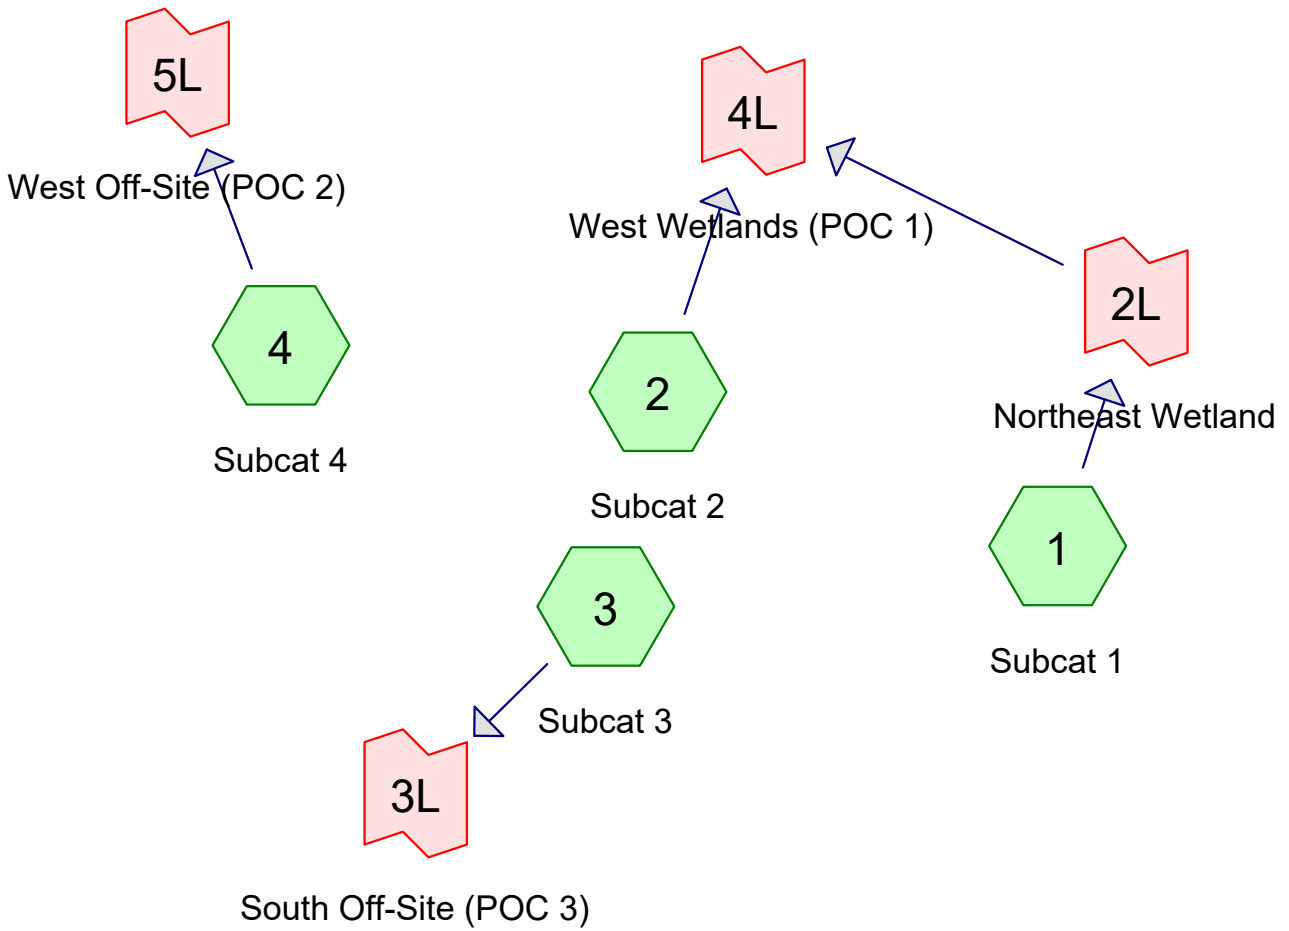 5L
West Off-Site (POC 2)
4L
West Wetlands (POC 1)
2L
Northeast Wetland
4
Subcat 4
2
Subcat 2
1
Subcat 1
3
Subcat 3
3L
South Off-Site (POC 3)